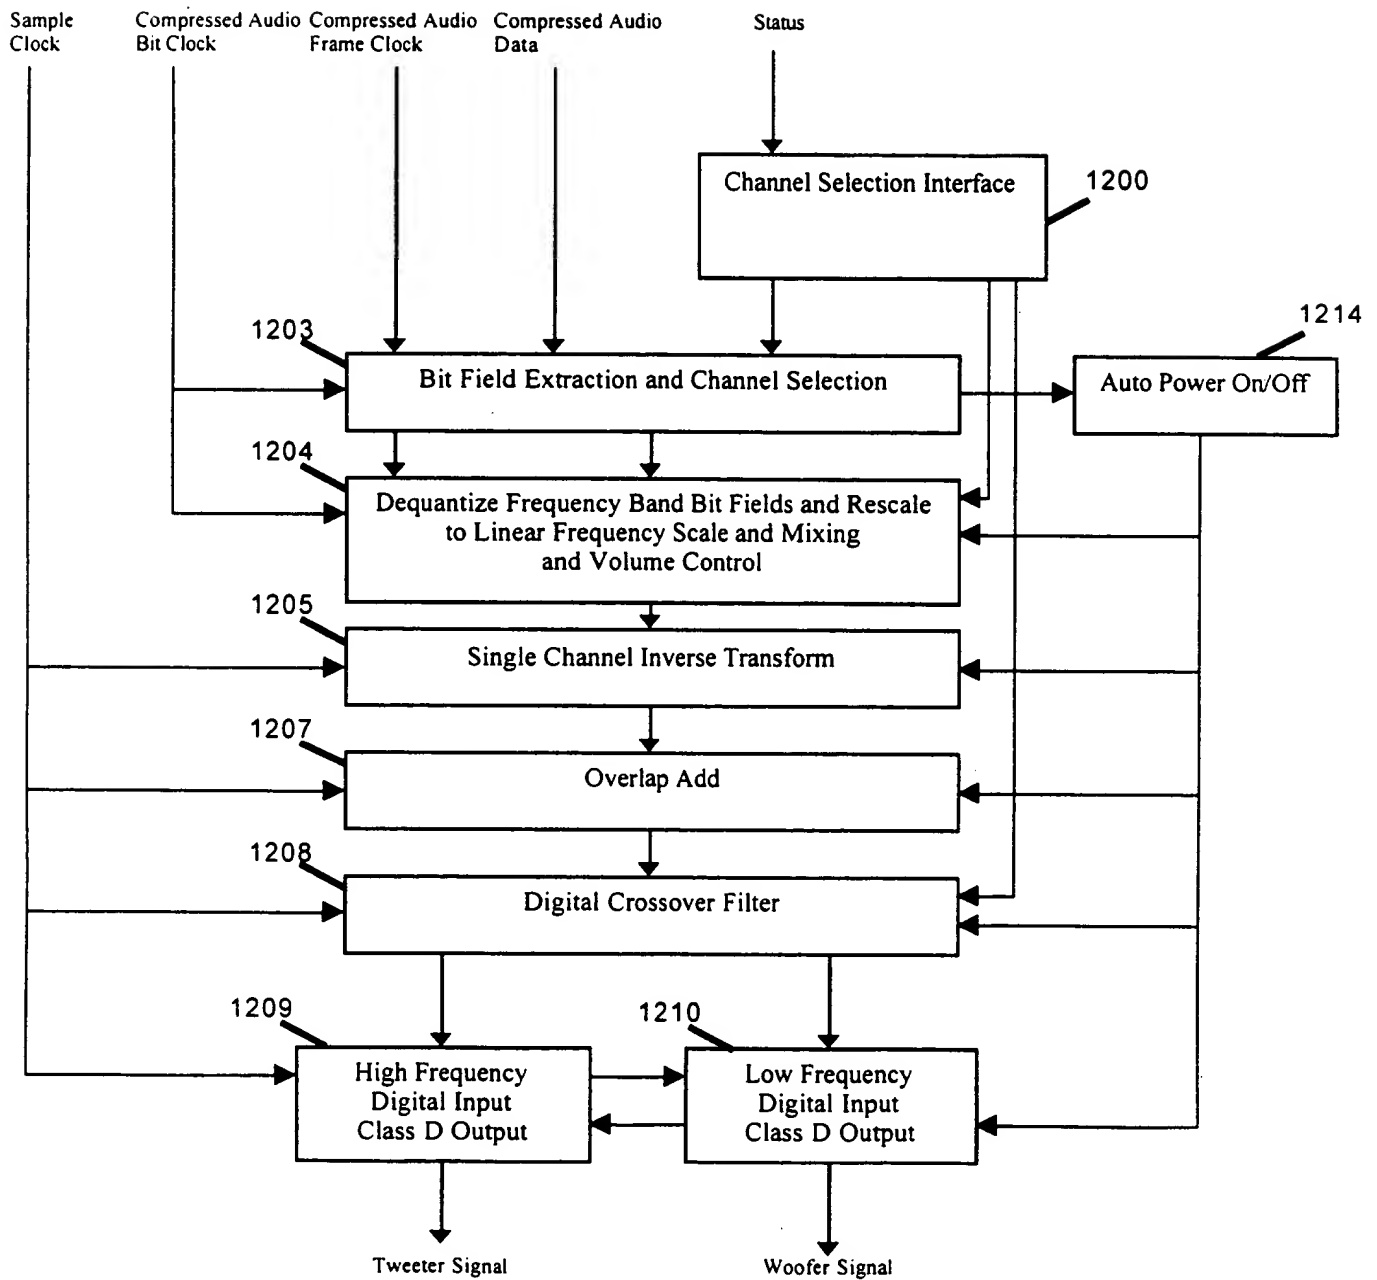 Sample
Clock
Compressed Audio
Bit Clock
Compressed Audio
Frame Clock
Compressed Audio
Data
Status
Channel Selection Interface
1200
1203
Bit Field Extraction and Channel Selection
1214
Auto Power On/Off
1204
Dequantize Frequency Band Bit Fields and Rescale
to Linear Frequency Scale and Mixing
and Volume Control
1205
Single Channel Inverse Transform
1207
Overlap Add
1208
Digital Crossover Filter
1209
High Frequency
Digital Input
Class D Output
1210
Low Frequency
Digital Input
Class D Output
Tweeter Signal
Woofer Signal